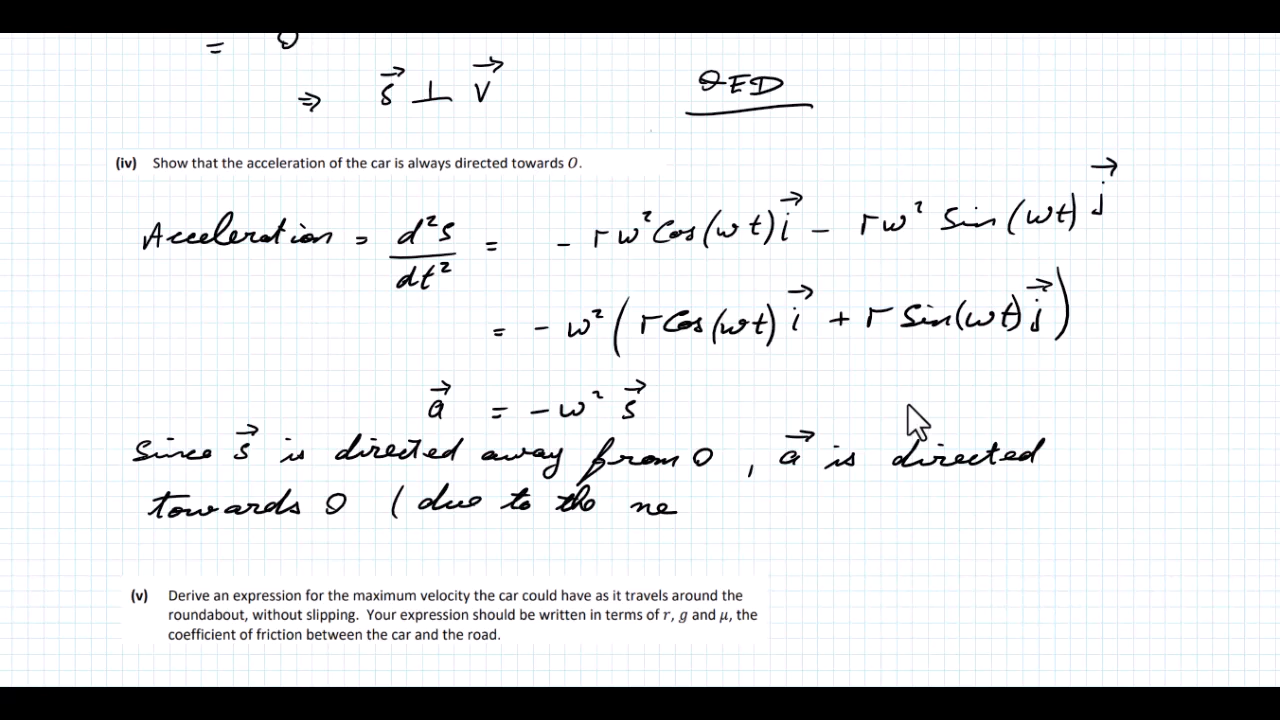 = 0
⇒ s⃗ ⊥ v⃗ QED
(iv) Show that the acceleration of the car is always directed towards O.
Acceleration = d²s/dt² = - rω² Cos(ωt) i⃗ - rω² Sin(ωt) j⃗
= - ω² (r Cos(ωt) i⃗ + r Sin(ωt) j⃗)
a⃗ = - ω² s⃗
Since s⃗ is directed away from O, a⃗ is directed
towards O (due to the ne
(v) Derive an expression for the maximum velocity the car could have as it travels around the
roundabout, without slipping. Your expression should be written in terms of r, g and μ, the
coefficient of friction between the car and the road.